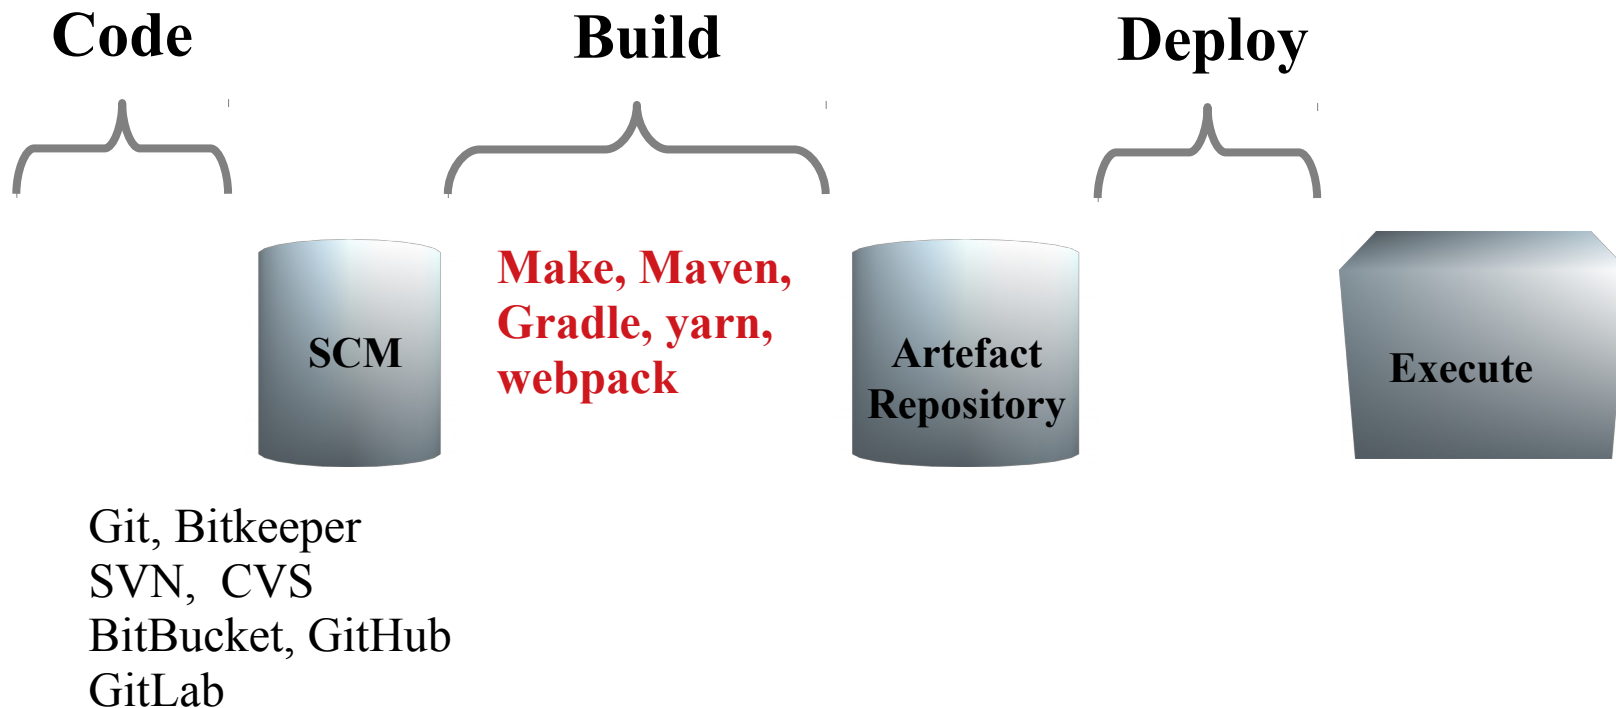 Code
Build
Deploy
SCM
Make, Maven,
Gradle, yarn,
webpack
Artefact
Repository
Execute
Git, Bitkeeper
SVN,  CVS
BitBucket, GitHub
GitLab